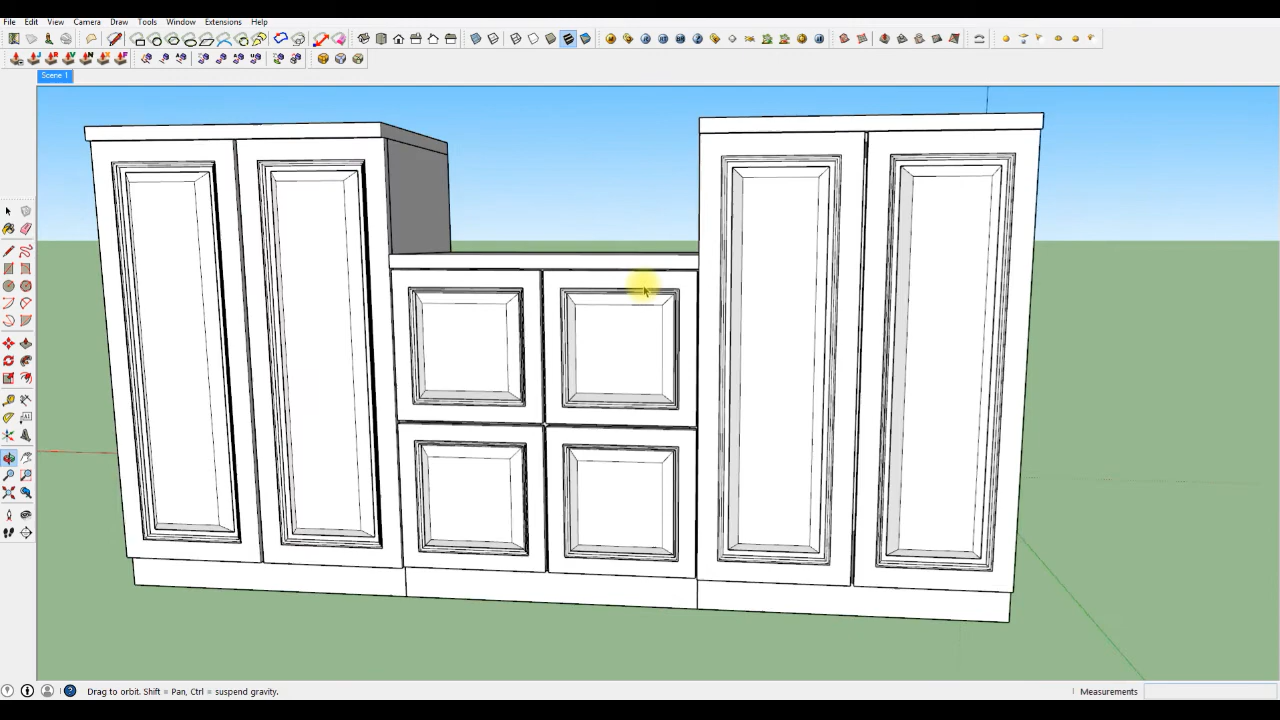 File Edit View Camera Draw Tools Window Extensions Help
Scene 1
Drag to orbit. Shift = Pan, Ctrl = suspend gravity.
Measurements